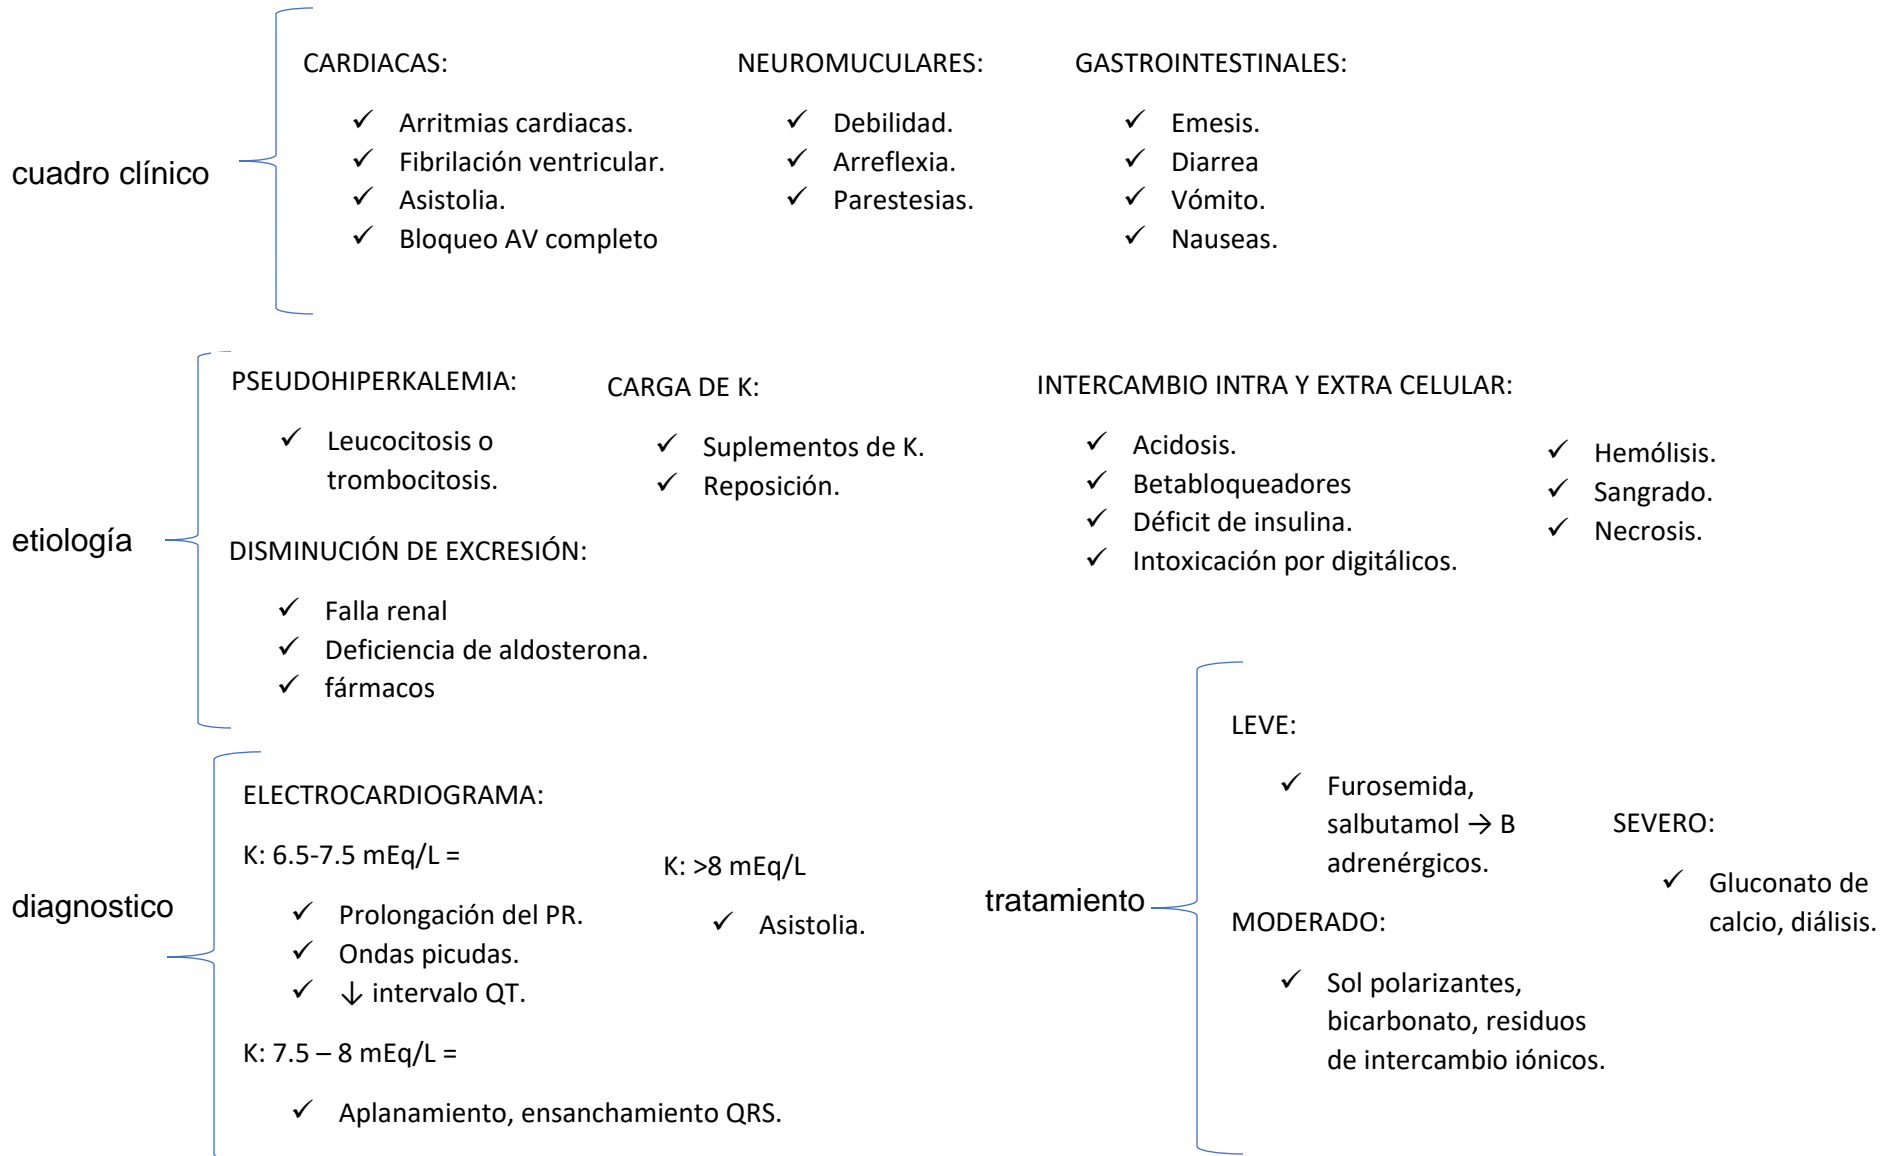 cuadro clínico
CARDIACAS:
✓ Arritmias cardiacas.
✓ Fibrilación ventricular.
✓ Asistolia.
✓ Bloqueo AV completo
NEUROMUCULARES:
✓ Debilidad.
✓ Arreflexia.
✓ Parestesias.
GASTROINTESTINALES:
✓ Emesis.
✓ Diarrea
✓ Vómito.
✓ Nauseas.
etiología
PSEUDOHIPERKALEMIA:
✓ Leucocitosis o
trombocitosis.
CARGA DE K:
✓ Suplementos de K.
✓ Reposición.
INTERCAMBIO INTRA Y EXTRA CELULAR:
✓ Acidosis.
✓ Betabloqueadores
✓ Déficit de insulina.
✓ Intoxicación por digitálicos.
✓ Hemólisis.
✓ Sangrado.
✓ Necrosis.
DISMINUCIÓN DE EXCRESIÓN:
✓ Falla renal
✓ Deficiencia de aldosterona.
✓ fármacos
diagnostico
ELECTROCARDIOGRAMA:
K: 6.5-7.5 mEq/L =
✓ Prolongación del PR.
✓ Ondas picudas.
✓ ↓ intervalo QT.
K: 7.5 – 8 mEq/L =
✓ Aplanamiento, ensanchamiento QRS.
K: >8 mEq/L
✓ Asistolia.
tratamiento
LEVE:
✓ Furosemida,
salbutamol → B
adrenérgicos.
MODERADO:
✓ Sol polarizantes,
bicarbonato, residuos
de intercambio iónicos.
SEVERO:
✓ Gluconato de
calcio, diálisis.